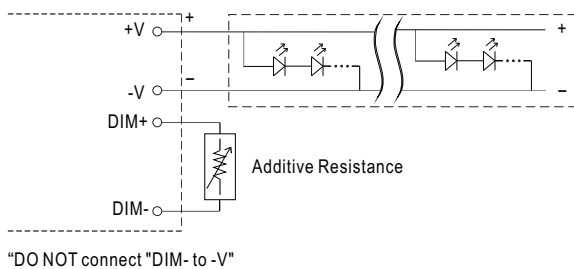 +V
+
-V
–
DIM+
DIM-
Additive Resistance
+
–
“DO NOT connect "DIM- to -V"